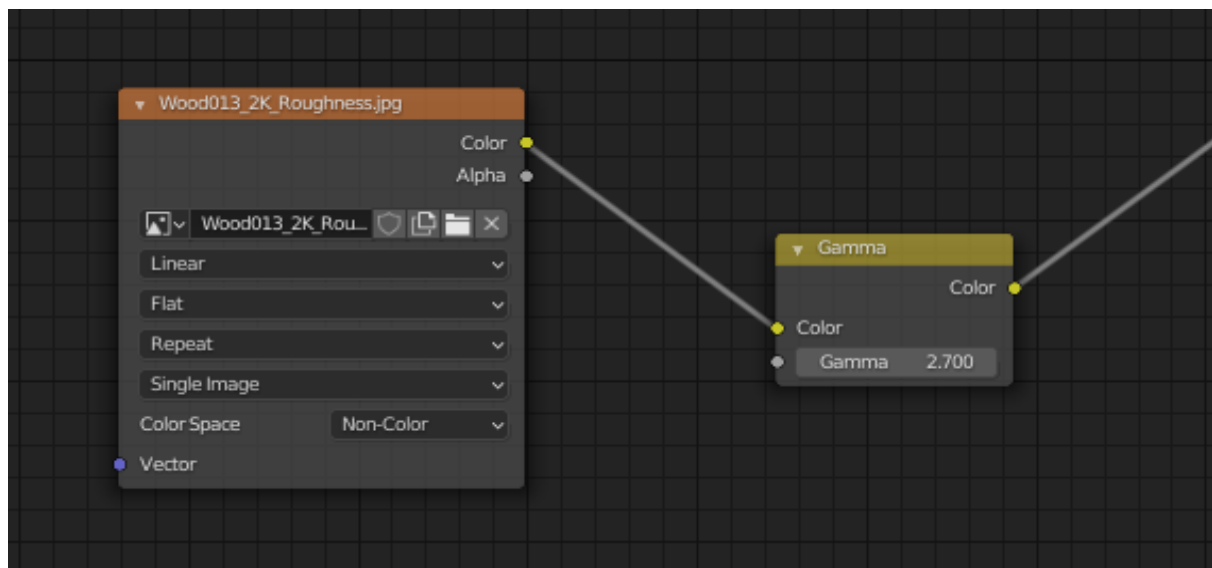 Wood013_2K_Roughness.jpg
Color
Alpha
Wood013_2K_Rou...
Linear
Flat
Repeat
Single Image
Color Space Non-Color
Vector
Gamma
Color
Color
Gamma 2.700